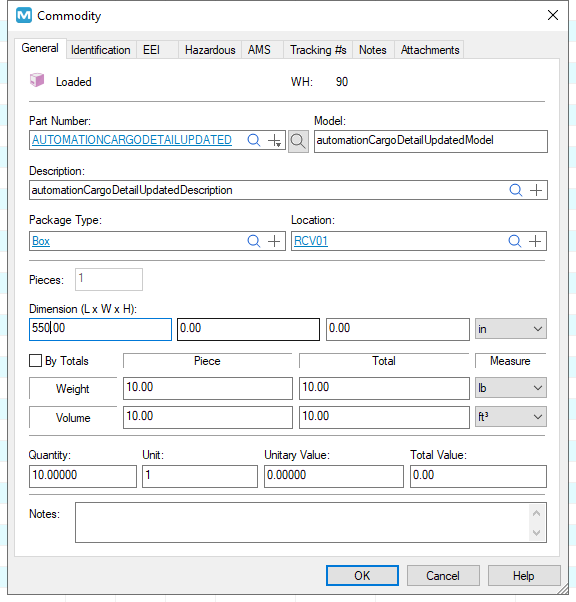 Commodity
General Identification EEI Hazardous AMS Tracking #s Notes Attachments
Loaded WH: 90
Part Number: Model:
AUTOMATIONCARGODETAILUPDATED automationCargoDetailUpdatedModel
Description:
automationCargoDetailUpdatedDescription
Package Type: Location:
Box RCV01
Pieces: 1
Dimension (L x W x H):
550.00 0.00 0.00 in
By Totals Piece Total Measure
Weight 10.00 10.00 lb
Volume 10.00 10.00 ft³
Quantity: Unit: Unitary Value: Total Value:
10.00000 1 0.00000 0.00
Notes:
OK Cancel Help